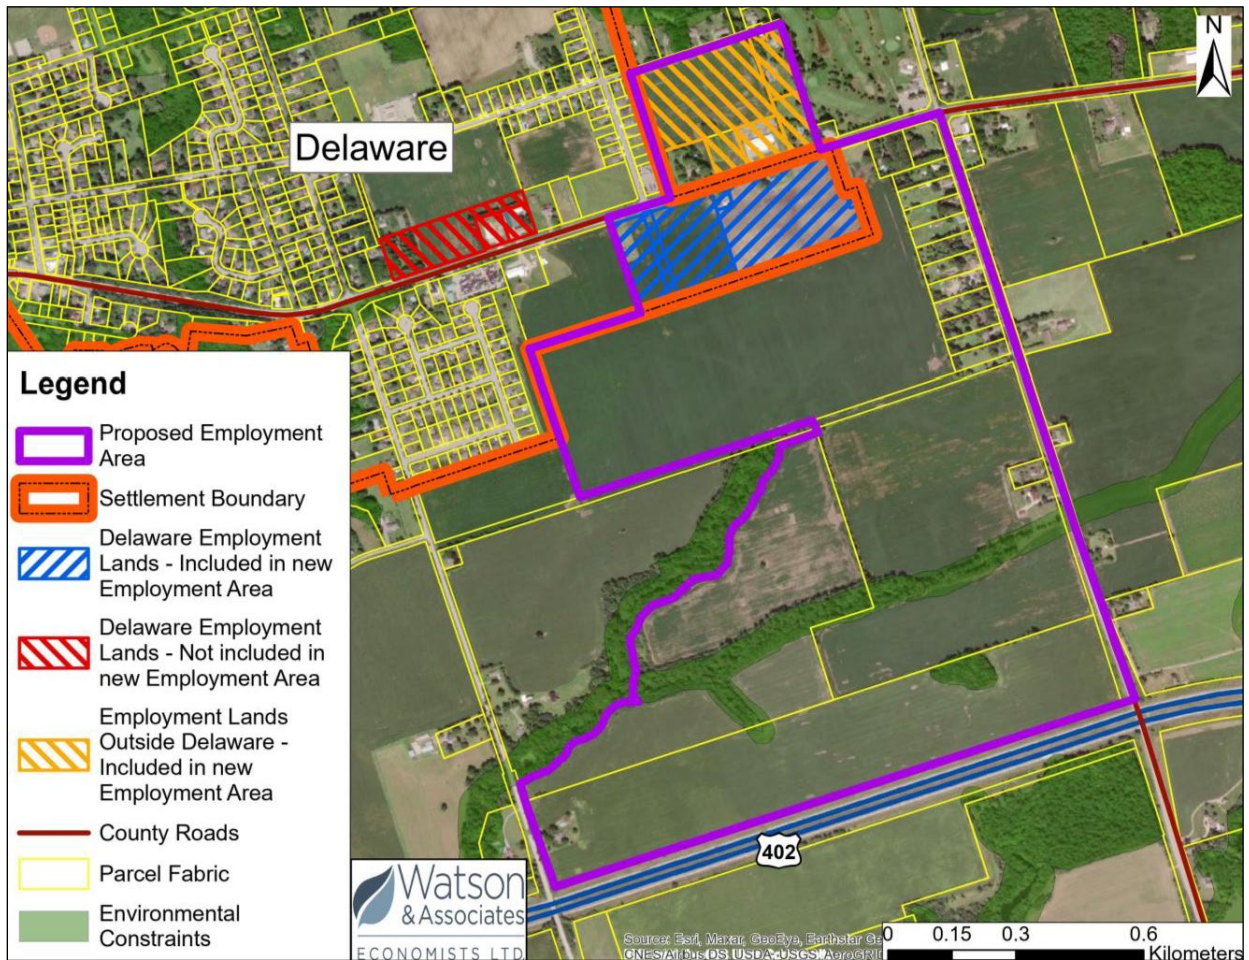 N
Delaware
Legend
Proposed Employment
Area
Settlement Boundary
Delaware Employment
Lands - Included in new
Employment Area
Delaware Employment
Lands - Not included in
new Employment Area
Employment Lands
Outside Delaware -
Included in new
Employment Area
County Roads
Parcel Fabric
Environmental
Constraints
402
Watson
& Associates
ECONOMISTS LTD.
Source: Esri, Maxar, GeoEye, Earthstar Ge
CNES/Airbus DS, USDA, USGS, AeroGRID
0 0.15 0.3 0.6
Kilometers